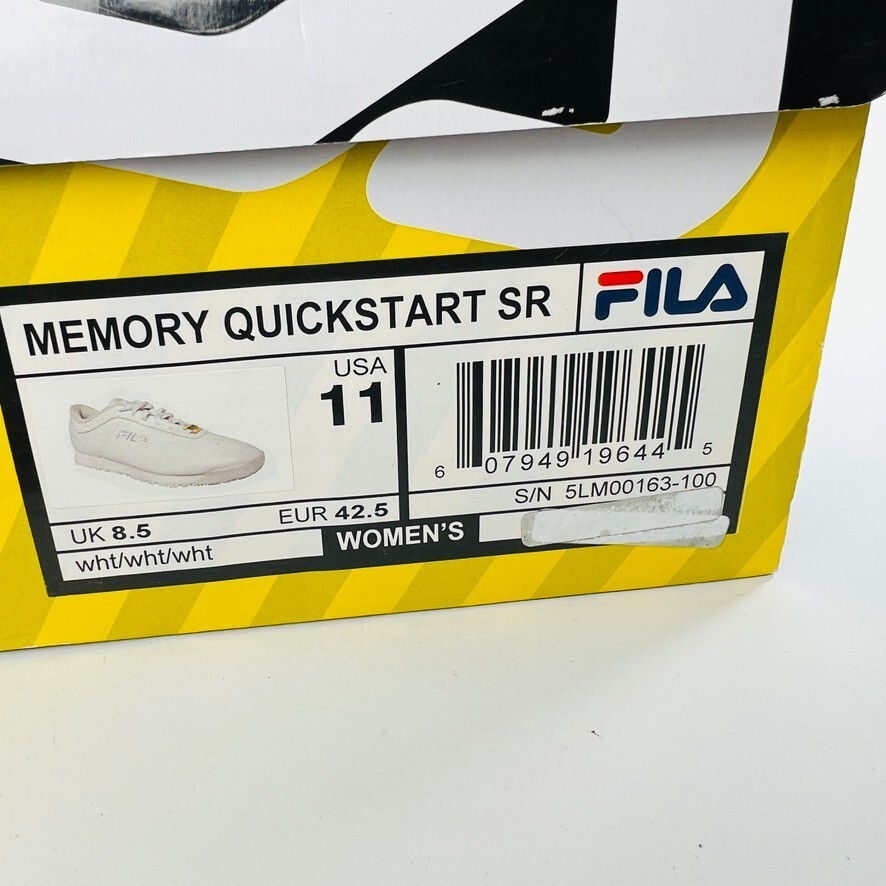 MEMORY QUICKSTART SR
FILA
FILA
USA
11
6 07949 19644 5
S/N 5LM00163-100
UK 8.5
EUR 42.5
wht/wht/wht
WOMEN'S